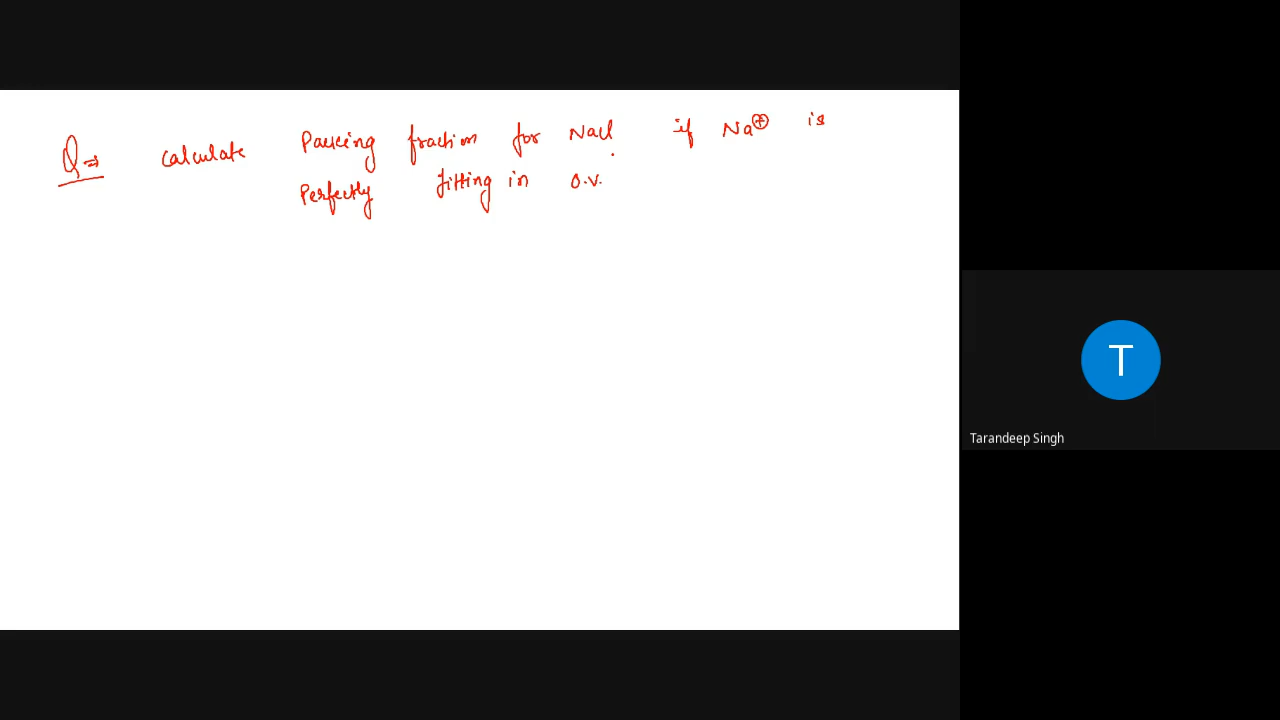 Q⇒ calculate Packing fraction for NaCl if Na⊕ is
Perfectly fitting in O.V.
T
Tarandeep Singh